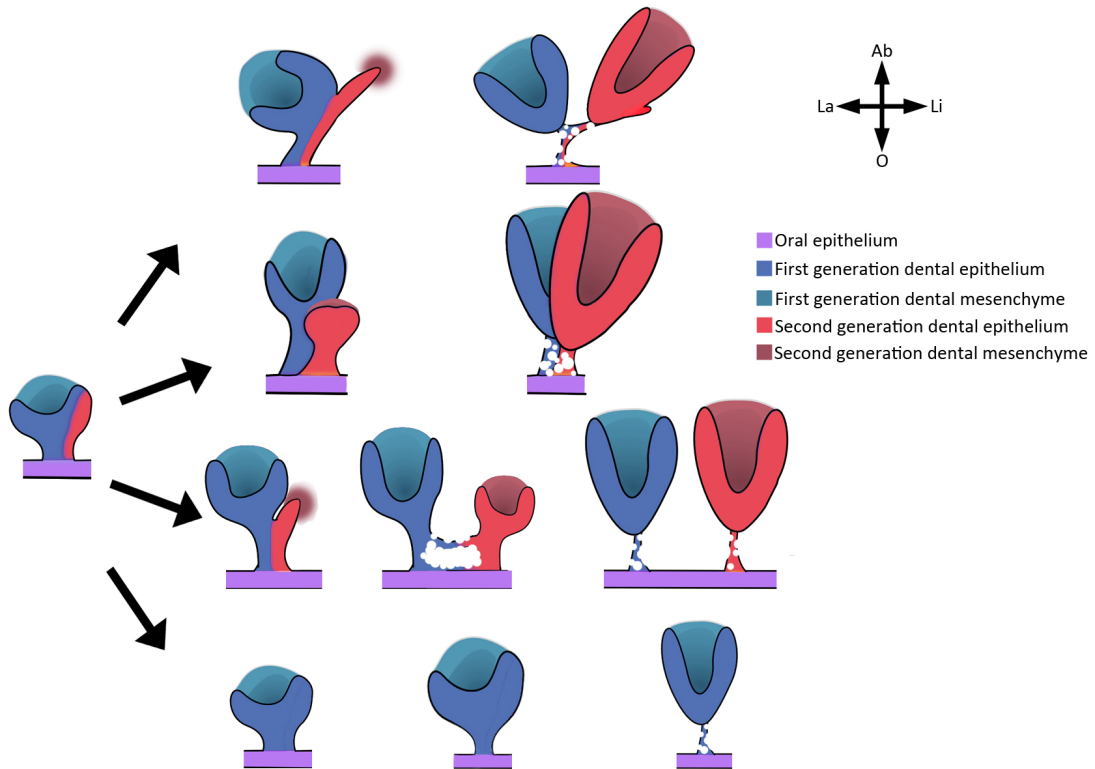 Ab
La
Li
O
Oral epithelium
First generation dental epithelium
First generation dental mesenchyme
Second generation dental epithelium
Second generation dental mesenchyme